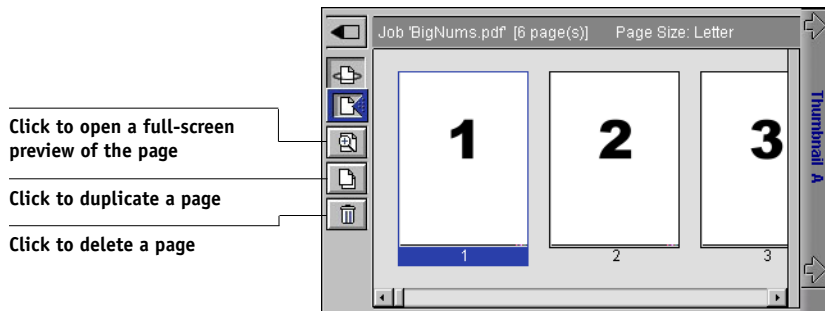 Job 'BigNums.pdf' [6 page(s)] Page Size: Letter
Click to open a full-screen
preview of the page
Click to duplicate a page
Click to delete a page
1 2 3
1 2 3
Thumbnail A